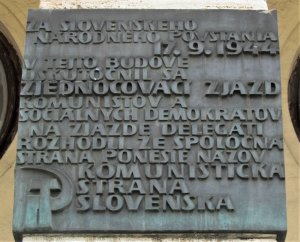 ZA SLOVENSKÉHO
NÁRODNÉHO POVSTANIA
17. 9. 1944
V TEJTO BUDOVE
USKUTOČNIL SA
ZJEDNOCOVACÍ ZJAZD
KOMUNISTOV A
SOCIÁLNYCH DEMOKRATOV
NA ZJAZDE DELEGÁTI
ROZHODLI ŽE SPOLOČNÁ
STRANA PONESIE NÁZOV
KOMUNISTICKÁ
STRANA
SLOVENSKA